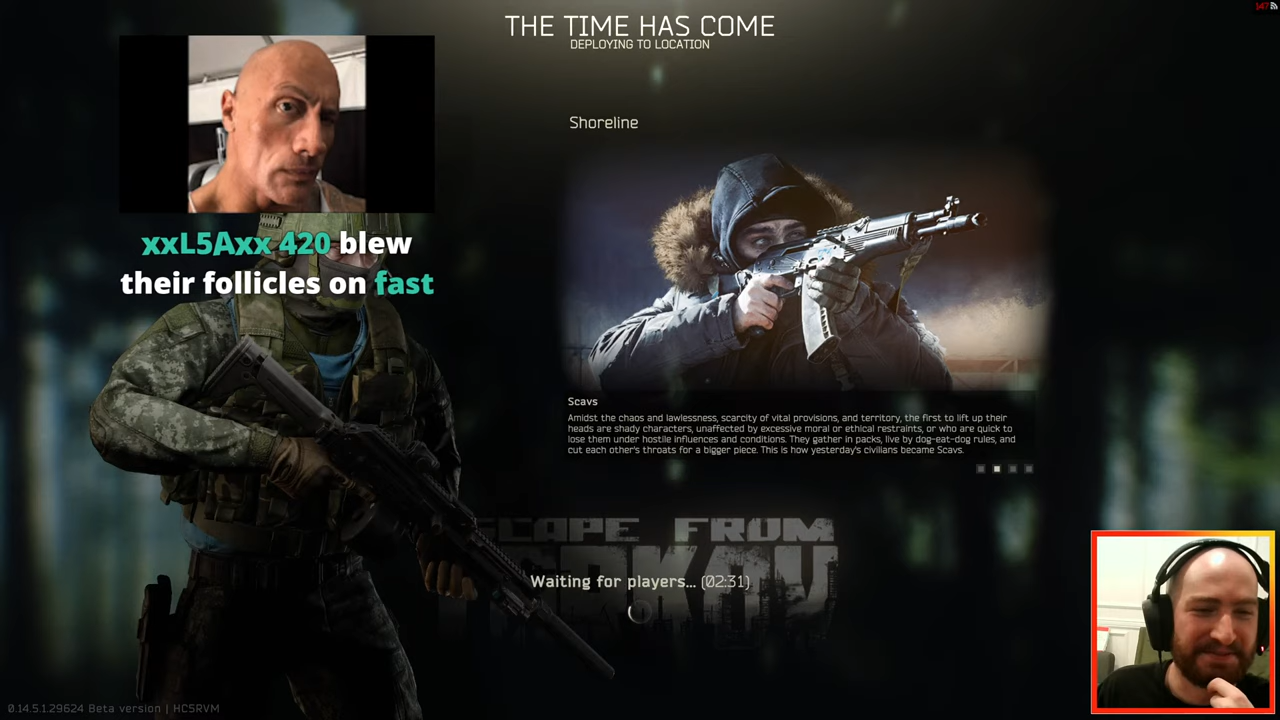 THE TIME HAS COME
DEPLOYING TO LOCATION
147
Shoreline
xxL5Axx 420 blew
their follicles on fast
Scavs
Amidst the chaos and lawlessness, scarcity of vital provisions, and territory, the first to lift up their
heads are shady characters, unaffected by excessive moral or ethical restraints, or who are quick to
lose them under hostile influences and conditions. They gather in packs, live by dog-eat-dog rules, and
cut each other's throats for a bigger piece. This is how yesterday's civilians became Scavs.
SCAPE FROM
Waiting for players... (02:31)
0.14.5.1.29624 Beta version | HCSRVM